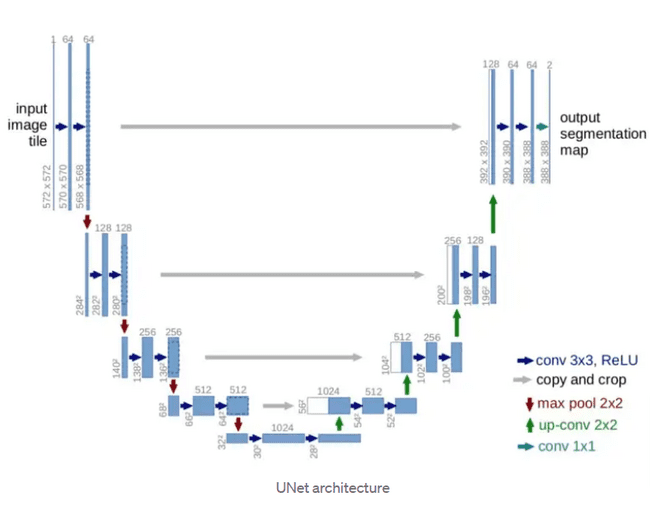 1 64 64
128 64 64 2
input
image
tile
output
segmentation
map
572 x 572
570 x 570
568 x 568
392 x 392
390 x 390
388 x 388
388 x 388
128 128
256 128
284²
282²
280²
200²
198²
196²
256 256
512 256
140²
138²
136²
104²
102²
100²
512 512
1024 512
68²
66²
64²
56²
54²
52²
1024
32²
30²
28²
conv 3x3, ReLU
copy and crop
max pool 2x2
up-conv 2x2
conv 1x1
UNet architecture